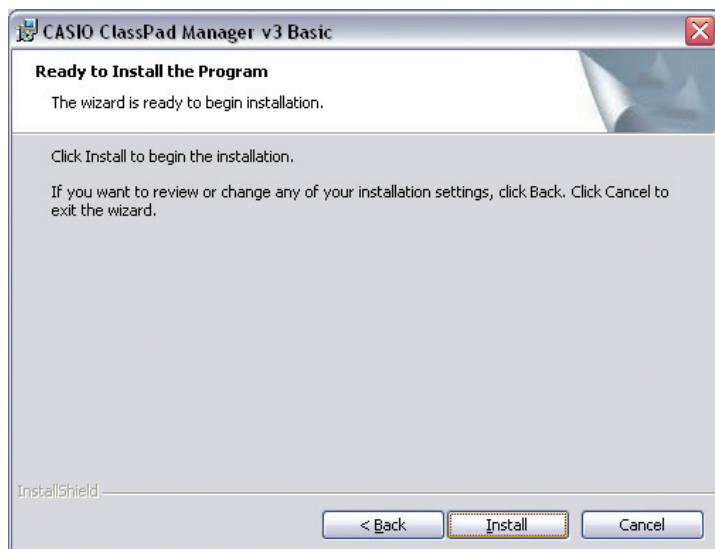 CASIO ClassPad Manager v3 Basic
Ready to Install the Program
The wizard is ready to begin installation.
Click Install to begin the installation.
If you want to review or change any of your installation settings, click Back. Click Cancel to
exit the wizard.
InstallShield
< Back Install Cancel